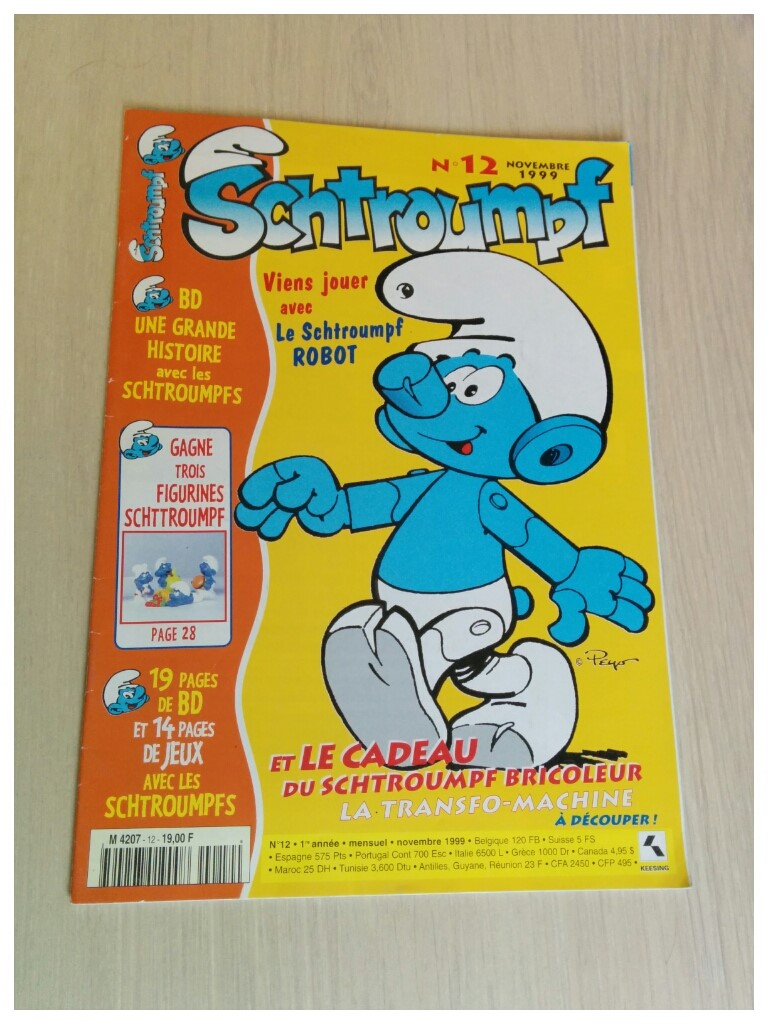 N°12 NOVEMBRE
1999
Schtroumpf
Schtroumpf
Viens jouer
avec
Le Schtroumpf
ROBOT
BD
UNE GRANDE
HISTOIRE
avec les
SCHTROUMPFS
GAGNE
TROIS
FIGURINES
SCHTTROUMPF
PAGE 28
19 PAGES
DE BD
ET 14 PAGES
DE JEUX
AVEC LES
SCHTROUMPFS
© Peyo
ET LE CADEAU
DU SCHTROUMPF BRICOLEUR
LA TRANSFO-MACHINE
À DÉCOUPER !
M 4207 - 12 - 19,00 F
N°12 • 1re année • mensuel • novembre 1999 • Belgique 120 FB • Suisse 5 FS
• Espagne 575 Pts • Portugal Cont 700 Esc • Italie 6500 L • Grèce 1000 Dr • Canada 4,95 $
• Maroc 25 DH • Tunisie 3,600 Dtu • Antilles, Guyane, Réunion 23 F • CFA 2450 • CFP 495 •
KEESING